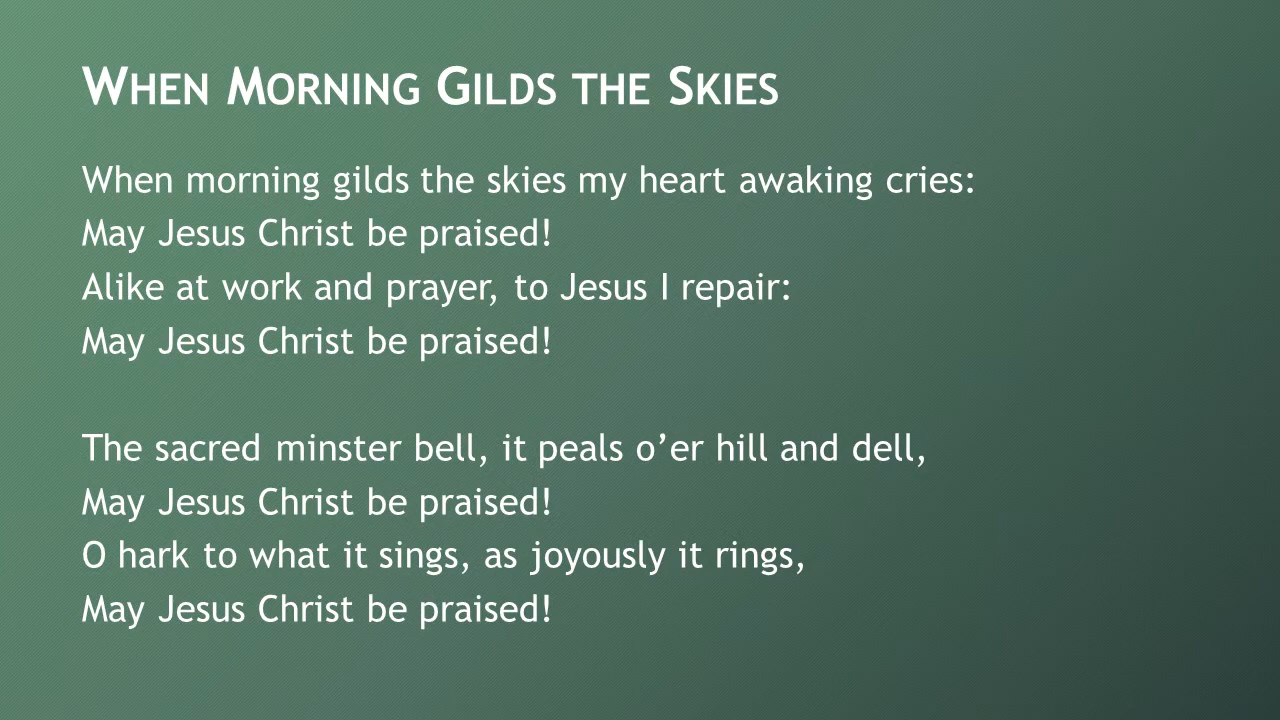 When Morning Gilds the Skies
When morning gilds the skies my heart awaking cries:
May Jesus Christ be praised!
Alike at work and prayer, to Jesus I repair:
May Jesus Christ be praised!
The sacred minster bell, it peals o’er hill and dell,
May Jesus Christ be praised!
O hark to what it sings, as joyously it rings,
May Jesus Christ be praised!